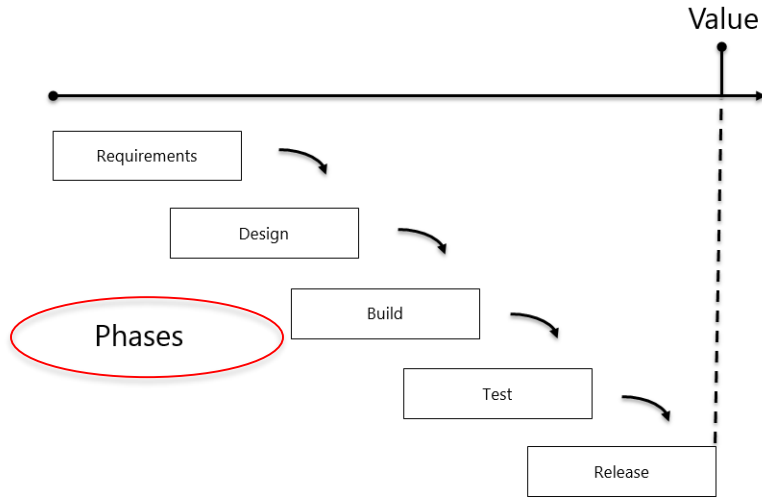 Value
Requirements
Design
Build
Phases
Test
Release